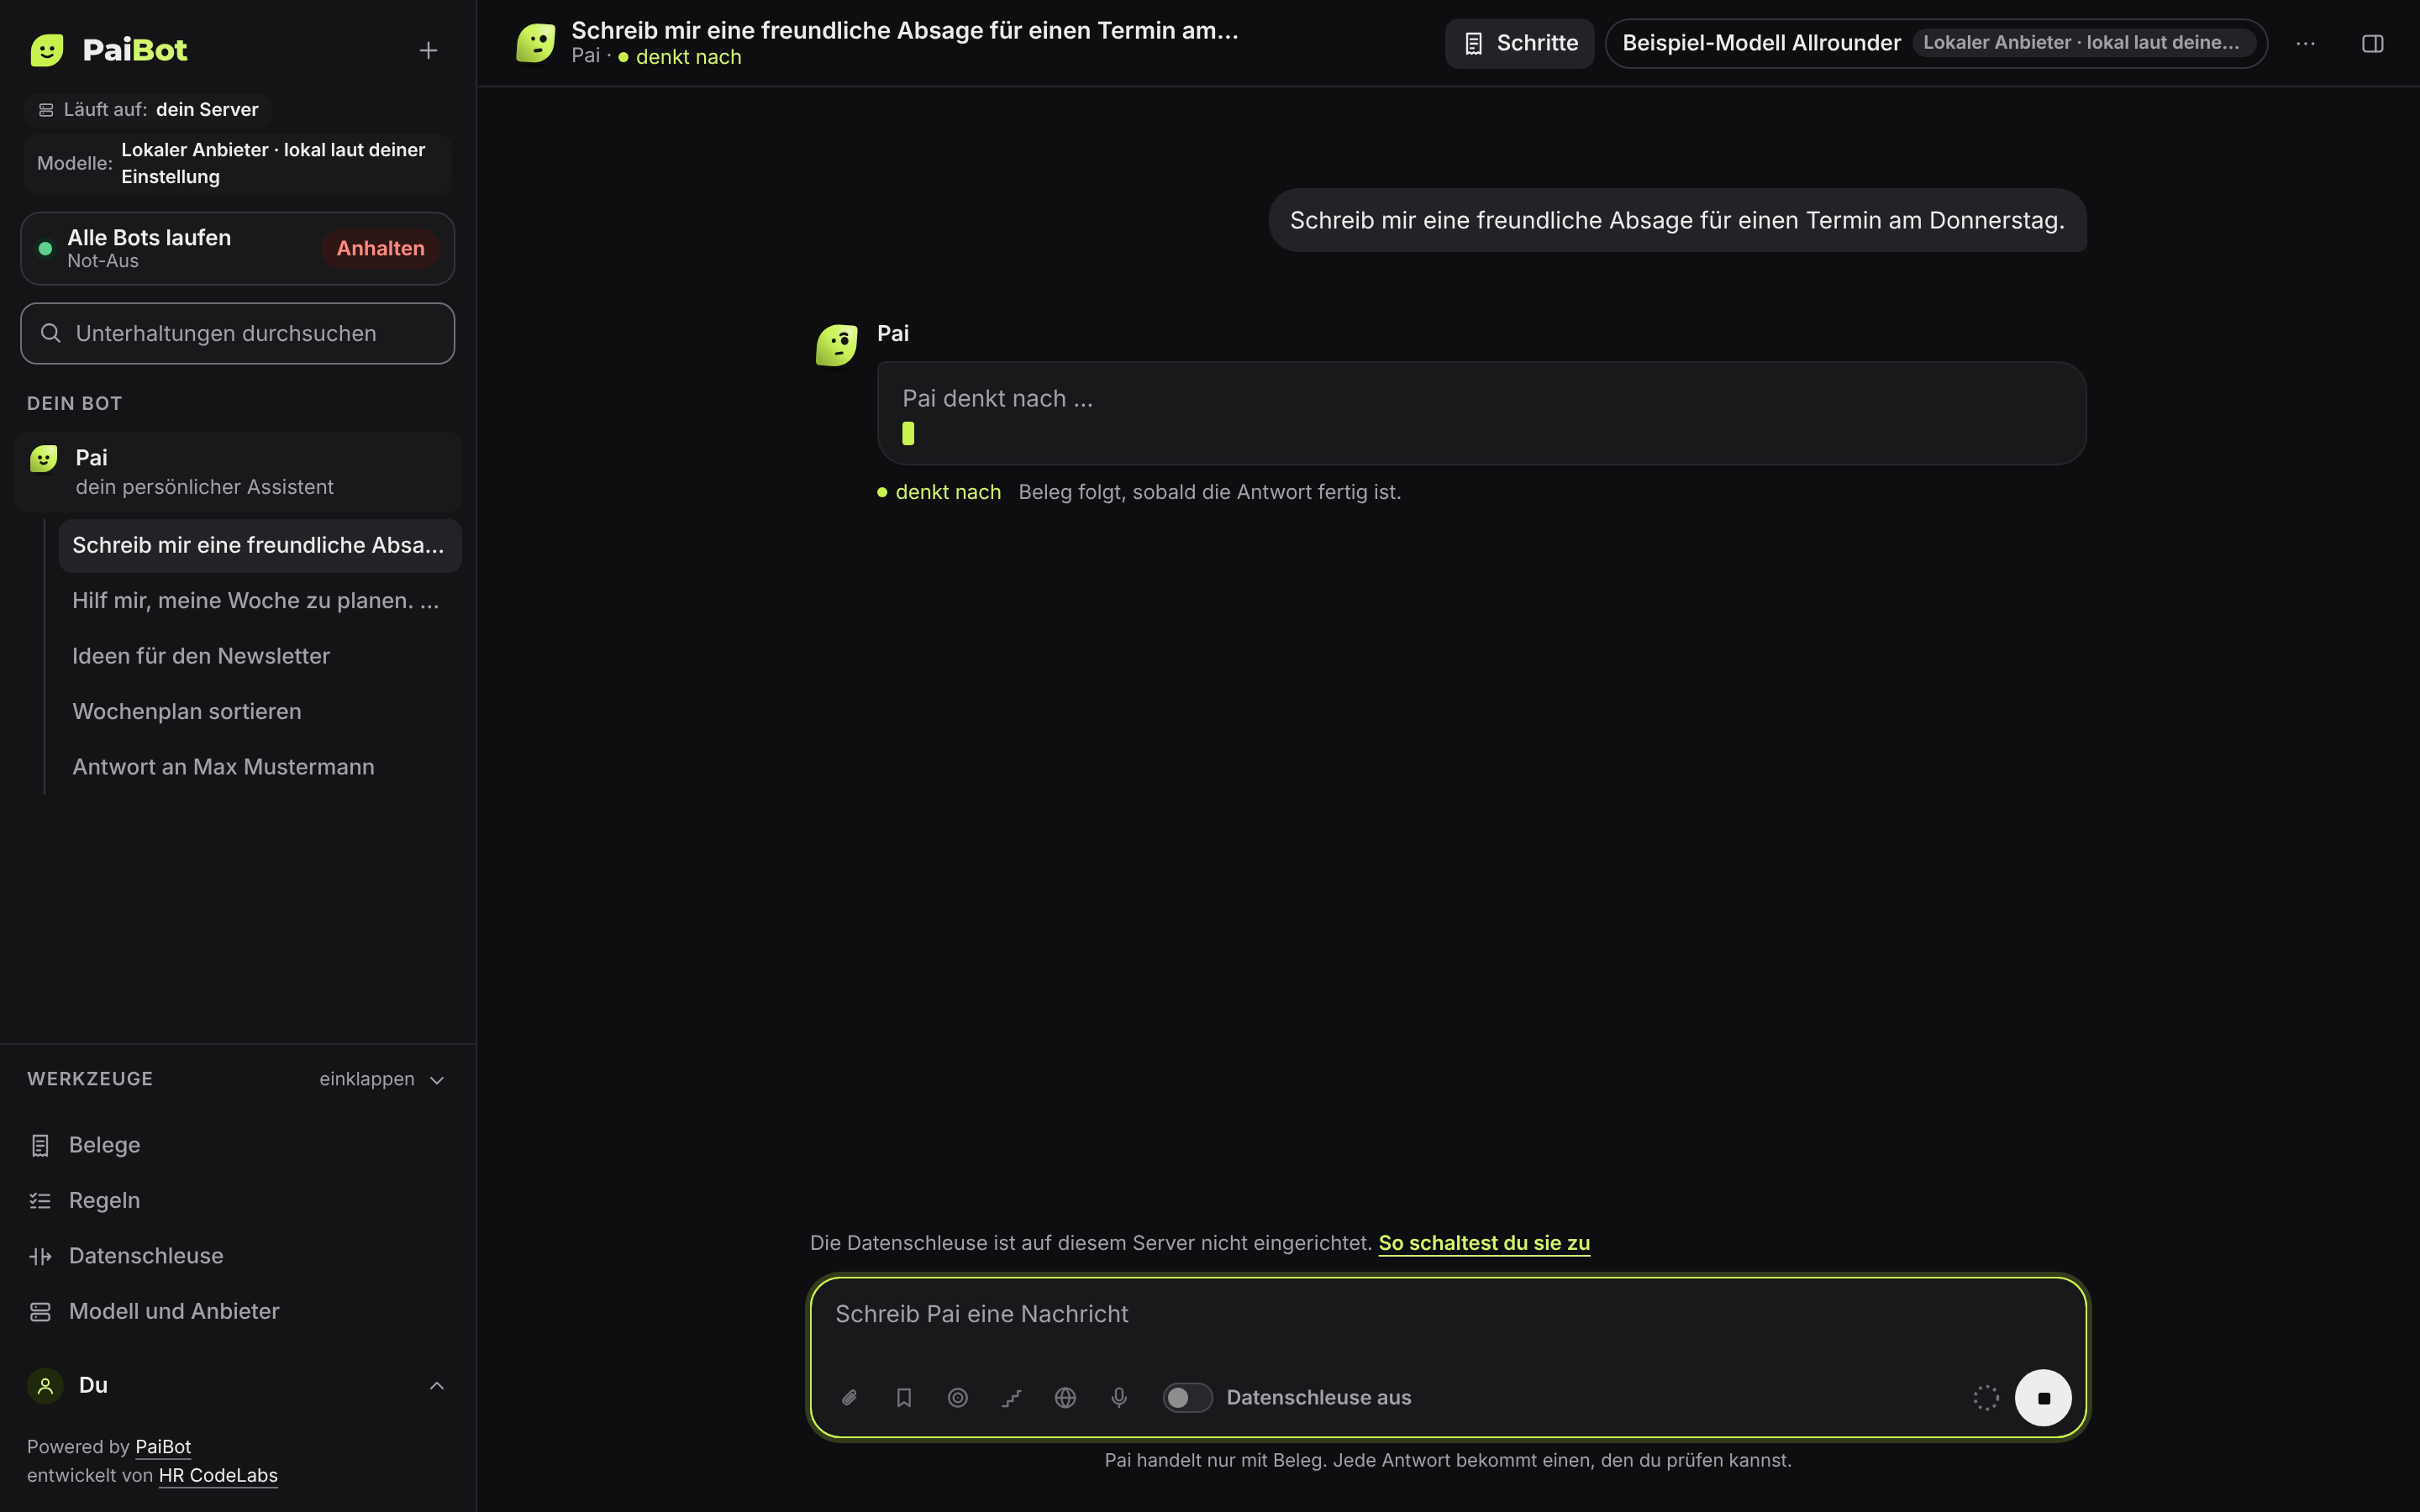 PaiBot
Läuft auf: dein Server
Modelle: Lokaler Anbieter · lokal laut deiner
Einstellung
Alle Bots laufen
Not-Aus
Anhalten
Unterhaltungen durchsuchen
DEIN BOT
Pai
dein persönlicher Assistent
Schreib mir eine freundliche Absa...
Hilf mir, meine Woche zu planen. ...
Ideen für den Newsletter
Wochenplan sortieren
Antwort an Max Mustermann
WERKZEUGE
einklappen
Belege
Regeln
Datenschleuse
Modell und Anbieter
Du
Powered by PaiBot
entwickelt von HR CodeLabs
Schreib mir eine freundliche Absage für einen Termin am...
Pai · denkt nach
Schritte
Beispiel-Modell Allrounder
Lokaler Anbieter · lokal laut deine...
Schreib mir eine freundliche Absage für einen Termin am Donnerstag.
Pai
Pai denkt nach ...
denkt nach Beleg folgt, sobald die Antwort fertig ist.
Die Datenschleuse ist auf diesem Server nicht eingerichtet. So schaltest du sie zu
Schreib Pai eine Nachricht
Datenschleuse aus
Pai handelt nur mit Beleg. Jede Antwort bekommt einen, den du prüfen kannst.